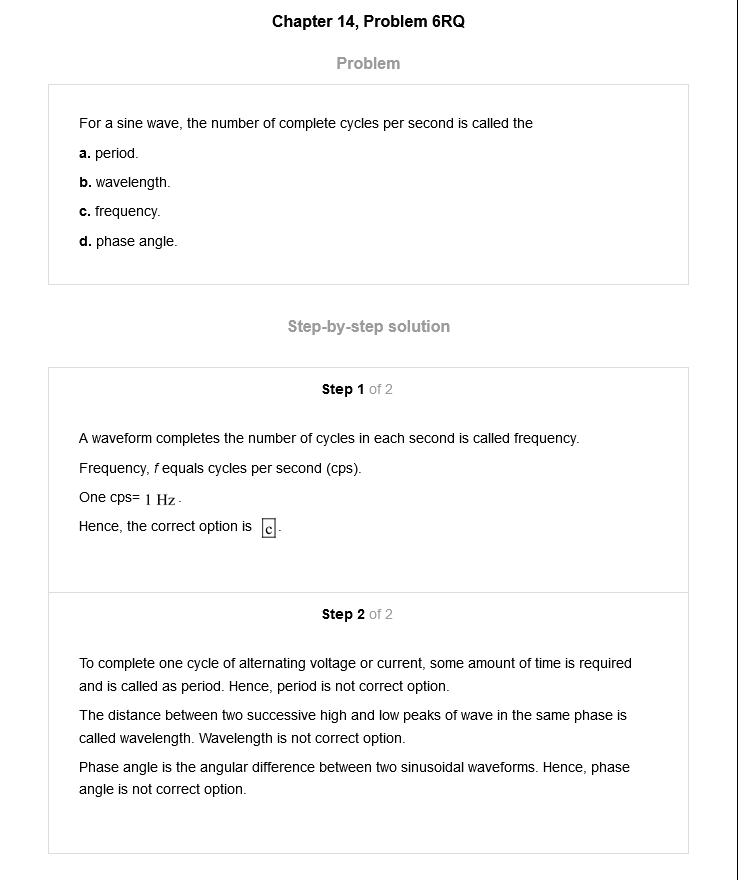 Chapter 14, Problem 6RQ
Problem
For a sine wave, the number of complete cycles per second is called the
a. period.
b. wavelength.
c. frequency.
d. phase angle.
Step-by-step solution
Step 1 of 2
A waveform completes the number of cycles in each second is called frequency.
Frequency, f equals cycles per second (cps).
One cps= 1 Hz .
Hence, the correct option is c .
Step 2 of 2
To complete one cycle of alternating voltage or current, some amount of time is required
and is called as period. Hence, period is not correct option.
The distance between two successive high and low peaks of wave in the same phase is
called wavelength. Wavelength is not correct option.
Phase angle is the angular difference between two sinusoidal waveforms. Hence, phase
angle is not correct option.